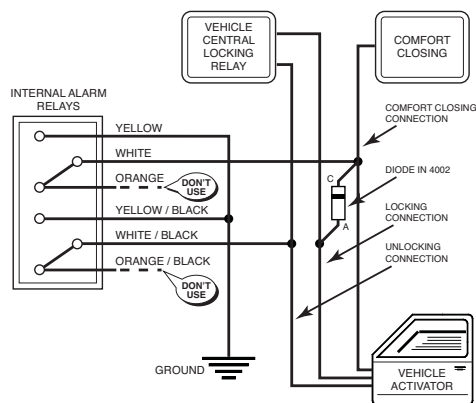 VEHICLE
CENTRAL
LOCKING
RELAY
COMFORT
CLOSING
INTERNAL ALARM
RELAYS
YELLOW
WHITE
ORANGE
DON'T
USE
YELLOW / BLACK
WHITE / BLACK
ORANGE / BLACK
DON'T
USE
COMFORT CLOSING
CONNECTION
C
DIODE IN 4002
A
LOCKING
CONNECTION
UNLOCKING
CONNECTION
GROUND
VEHICLE
ACTIVATOR